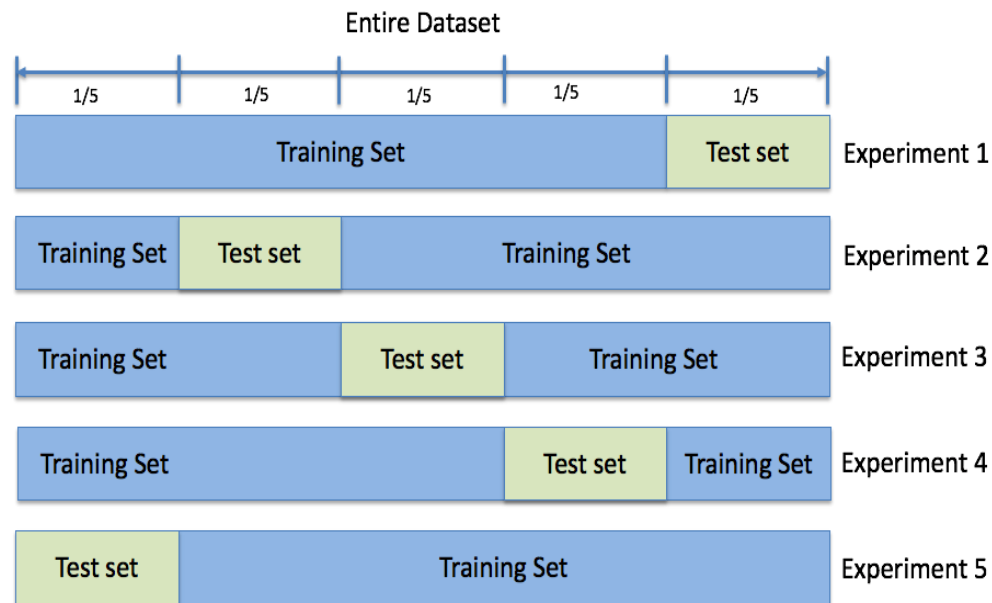 Entire Dataset
1/5 1/5 1/5 1/5 1/5
Training Set Test set Experiment 1
Training Set Test set Training Set Experiment 2
Training Set Test set Training Set Experiment 3
Training Set Test set Training Set Experiment 4
Test set Training Set Experiment 5